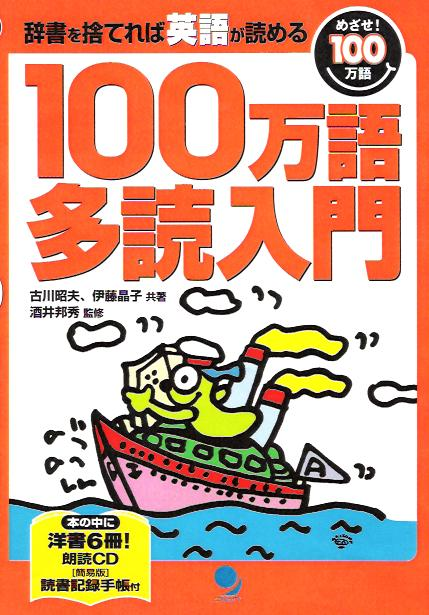 辞書を捨てれば英語が読める
めざせ!
100
万語
100万語
多読入門
古川昭夫、伊藤晶子 共著
酒井邦秀 監修
A
本の中に
洋書6冊!
朗読CD
[簡易版]
読書記録手帳付